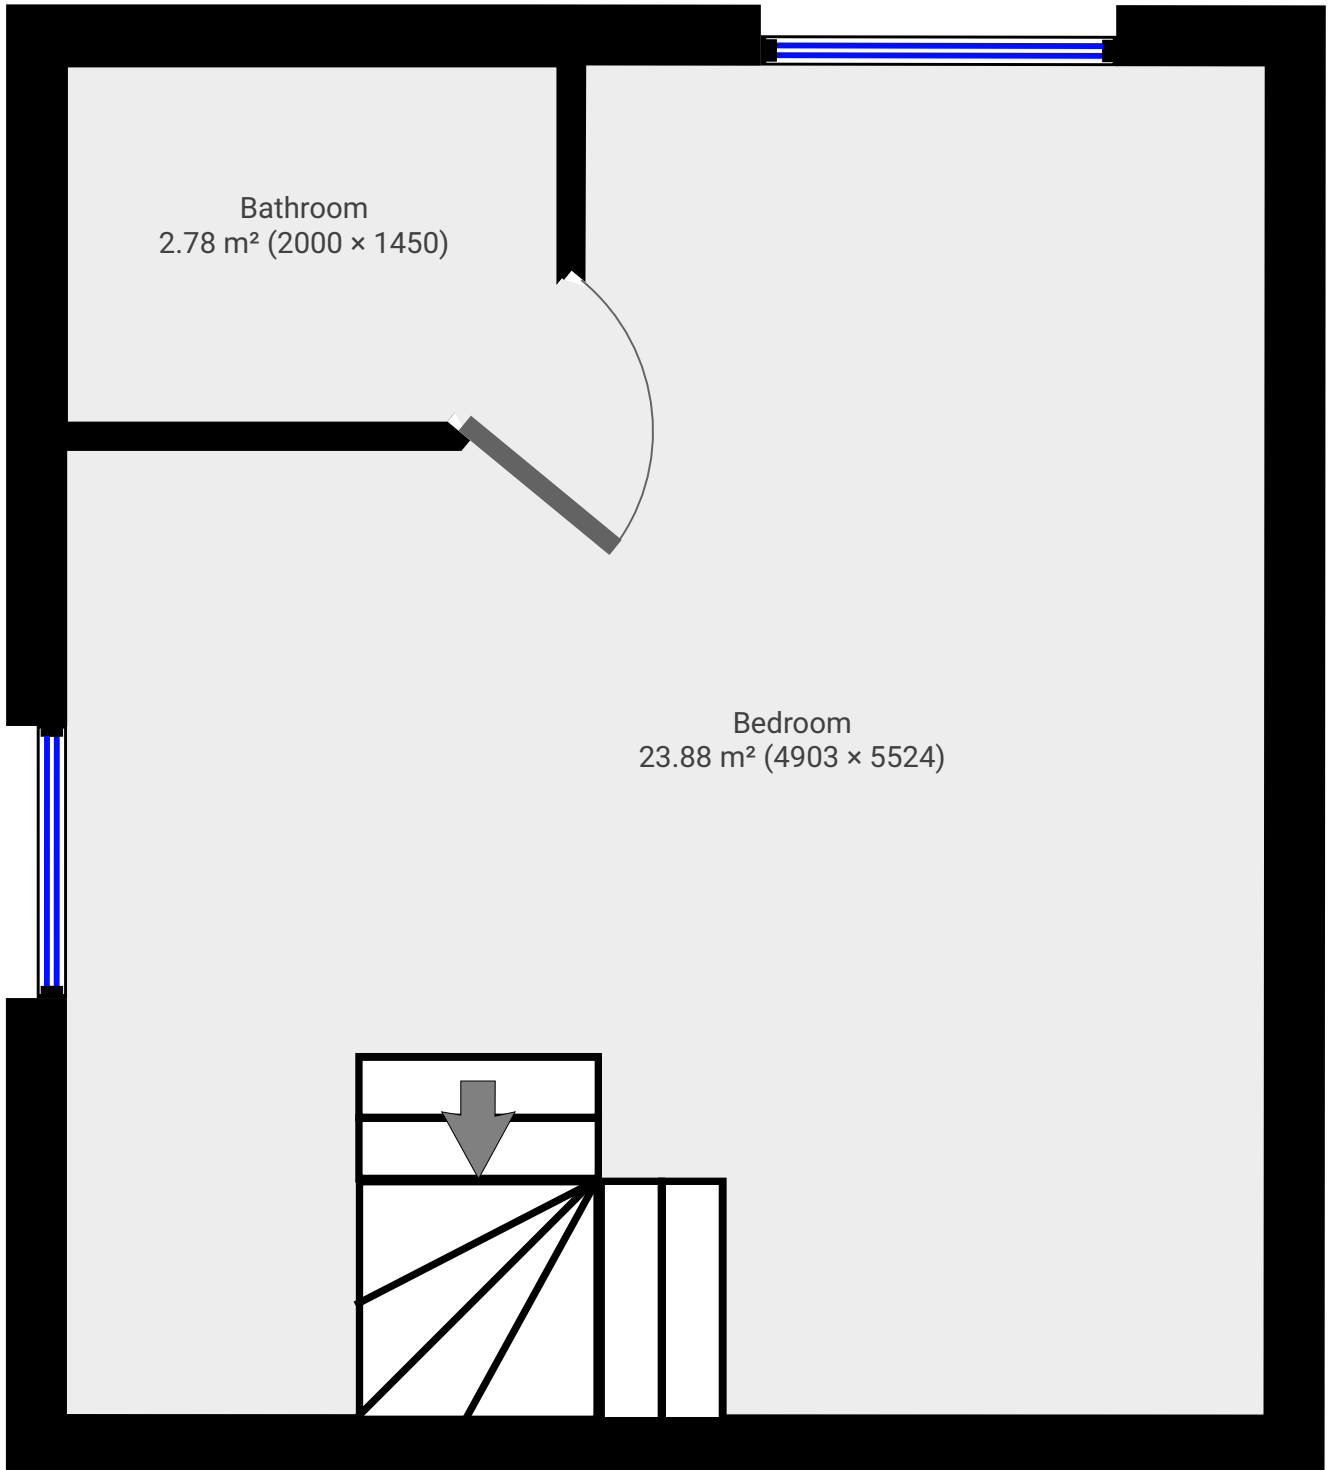 Bathroom
2.78 m² (2000 × 1450)
Bedroom
23.88 m² (4903 × 5524)